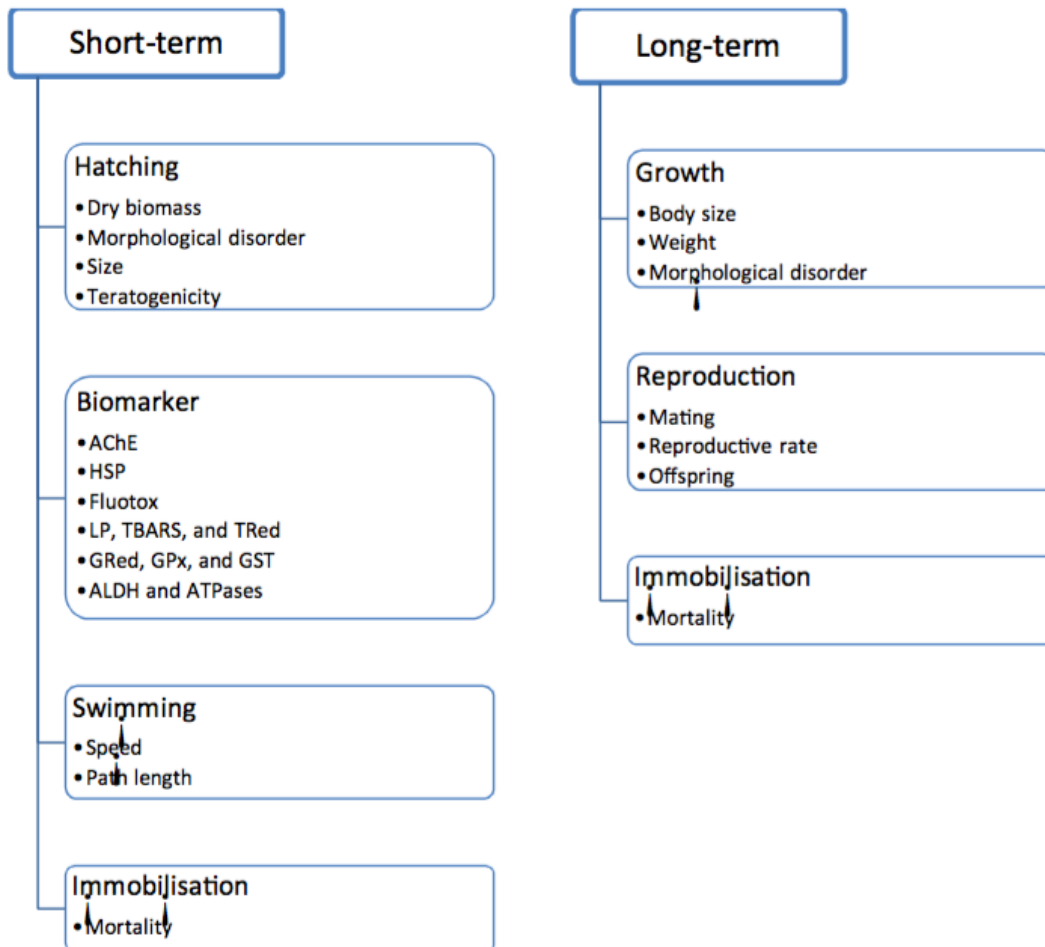 Short-term
Hatching
• Dry biomass
• Morphological disorder
• Size
• Teratogenicity
Biomarker
• AChE
• HSP
• Fluotox
• LP, TBARS, and TRed
• GRed, GPx, and GST
• ALDH and ATPases
Swimming
• Speed
• Path length
Immobilisation
• Mortality
Long-term
Growth
• Body size
• Weight
• Morphological disorder
Reproduction
• Mating
• Reproductive rate
• Offspring
Immobilisation
• Mortality